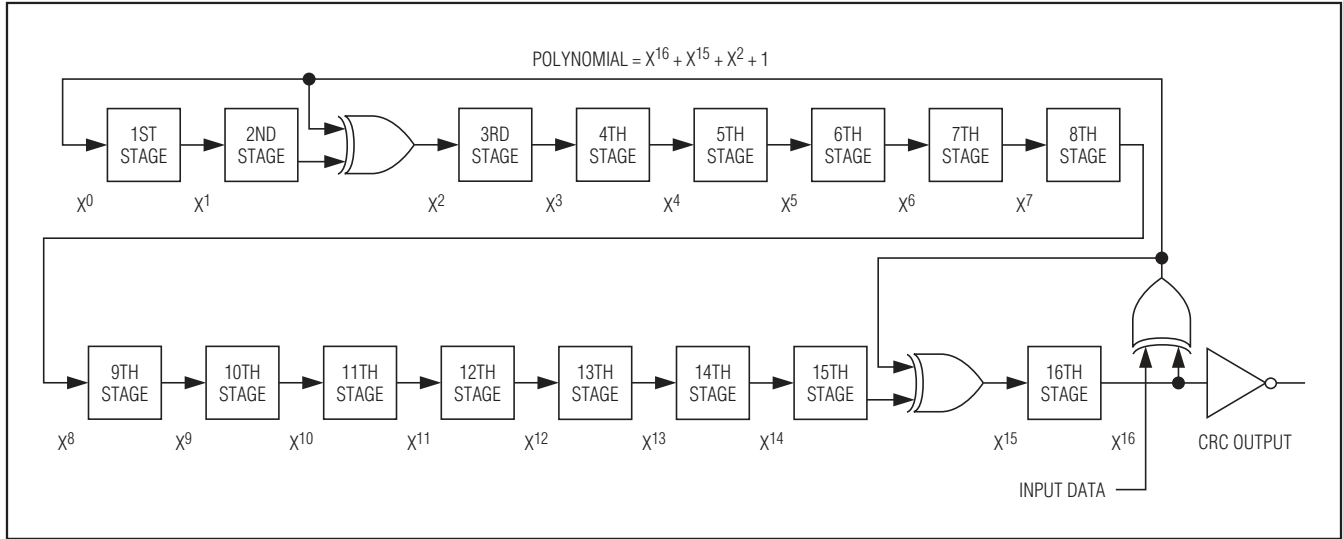 POLYNOMIAL = X¹⁶ + X¹⁵ + X² + 1
1ST
STAGE
2ND
STAGE
3RD
STAGE
4TH
STAGE
5TH
STAGE
6TH
STAGE
7TH
STAGE
8TH
STAGE
X⁰
X¹
X²
X³
X⁴
X⁵
X⁶
X⁷
9TH
STAGE
10TH
STAGE
11TH
STAGE
12TH
STAGE
13TH
STAGE
14TH
STAGE
15TH
STAGE
16TH
STAGE
X⁸
X⁹
X¹⁰
X¹¹
X¹²
X¹³
X¹⁴
X¹⁵
X¹⁶
CRC OUTPUT
INPUT DATA